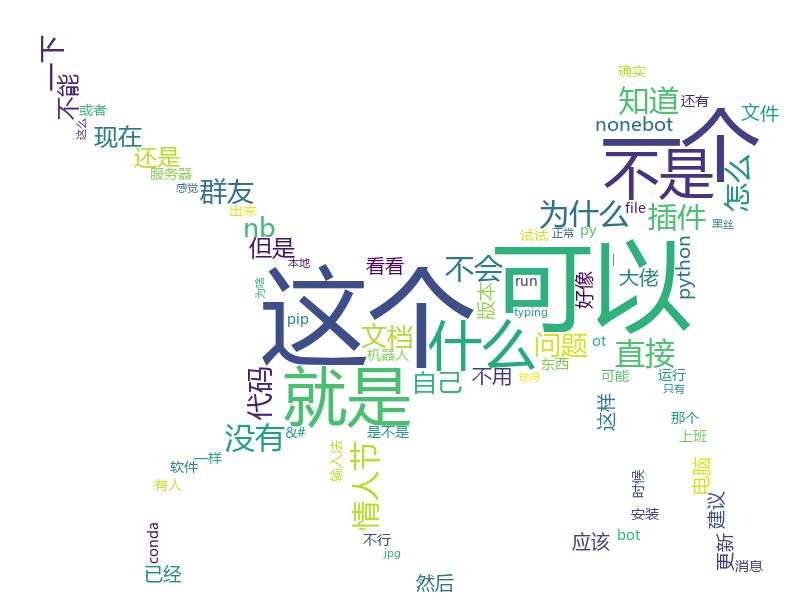 一下
不能
或者
这么
现在
还是
服务器
感觉
群友
出来
nb
但是
本地
为啥
确实
知道
还有
文件
nonebot
一个
不是
怎么
为什么
file
插件
黑丝
试试
正常
py
看看
不会
可以
这个
run
好像
大佬
python
版本
typing
pip
文档
什么
机器人
问题
ot
直接
东西
代码
就是
自己
不用
觉得
可能
运行
只有
没有
&#
是不是
这样
那个
上班
一样
软件
有人
输入法
情人节
电脑
时候
建议
安装
conda
不行
jpg
应该
bot
更新
消息
已经
然后